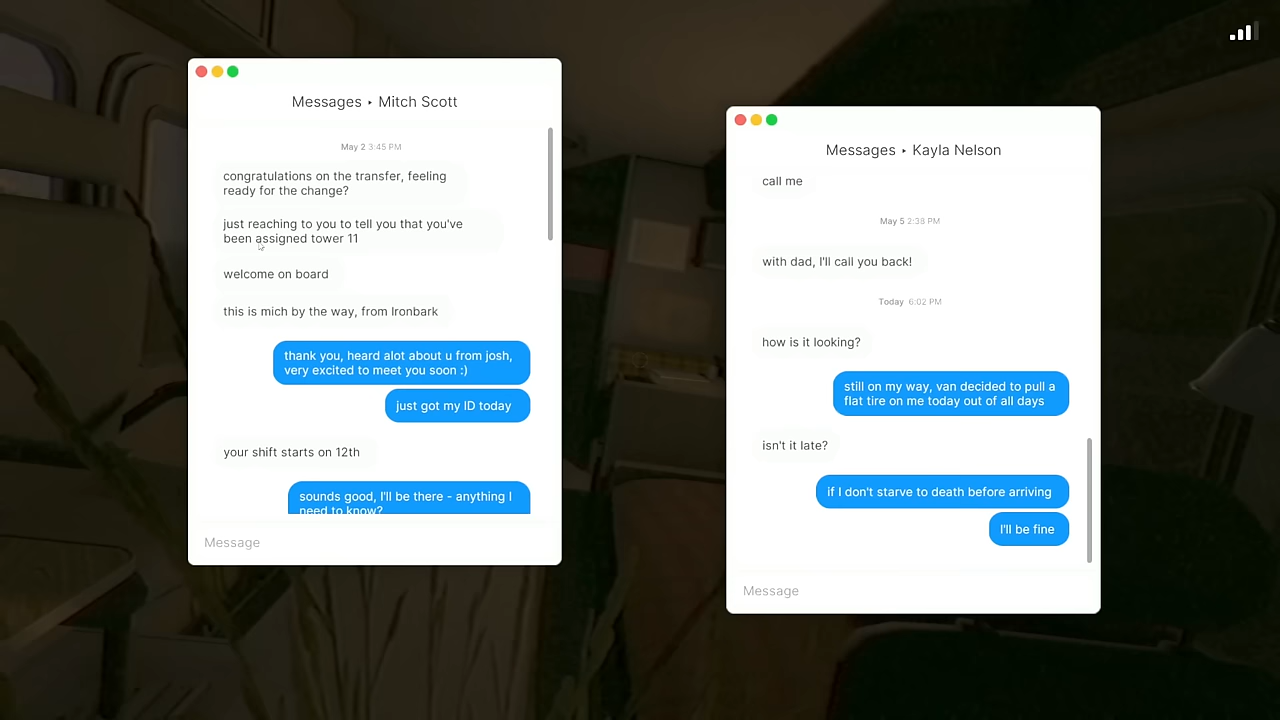 Messages ‣ Mitch Scott
May 2 3:45 PM
congratulations on the transfer, feeling
ready for the change?
just reaching to you to tell you that you've
been assigned tower 11
welcome on board
this is mich by the way, from Ironbark
thank you, heard alot about u from josh,
very excited to meet you soon :)
just got my ID today
your shift starts on 12th
sounds good, I'll be there - anything I
need to know?
Message
Messages ‣ Kayla Nelson
call me
May 5 2:38 PM
with dad, I'll call you back!
Today 6:02 PM
how is it looking?
still on my way, van decided to pull a
flat tire on me today out of all days
isn't it late?
if I don't starve to death before arriving
I'll be fine
Message